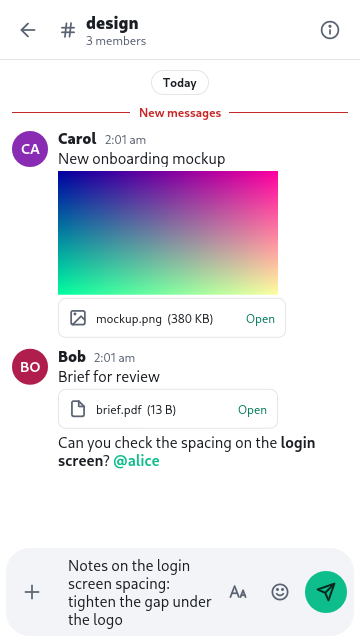 design
3 members
Today
New messages
CA
Carol 2:01 am
New onboarding mockup
mockup.png (380 KB) Open
BO
Bob 2:01 am
Brief for review
brief.pdf (13 B) Open
Can you check the spacing on the login
screen? @alice
Notes on the login
screen spacing:
tighten the gap under
the logo
AA